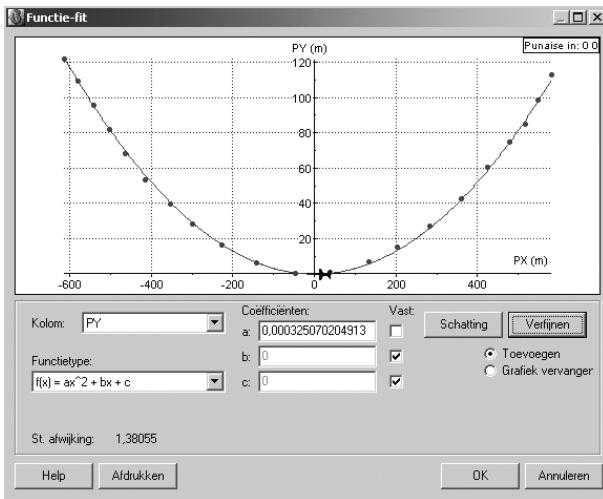 Functie-fit
PY (m)
Punaise in: 0 0
120
100
80
60
40
20
PX (m)
-600
-400
-200
0
200
400
Kolom:
PY
Coëfficiënten:
Vast:
a: 0,000325070204913
b: 0
c: 0
Schatting
Verfijnen
Toevoegen
Grafiek vervanger
Functietype:
f(x) = ax^2 + bx + c
St. afwijking: 1,38055
Help
Afdrukken
OK
Annuleren